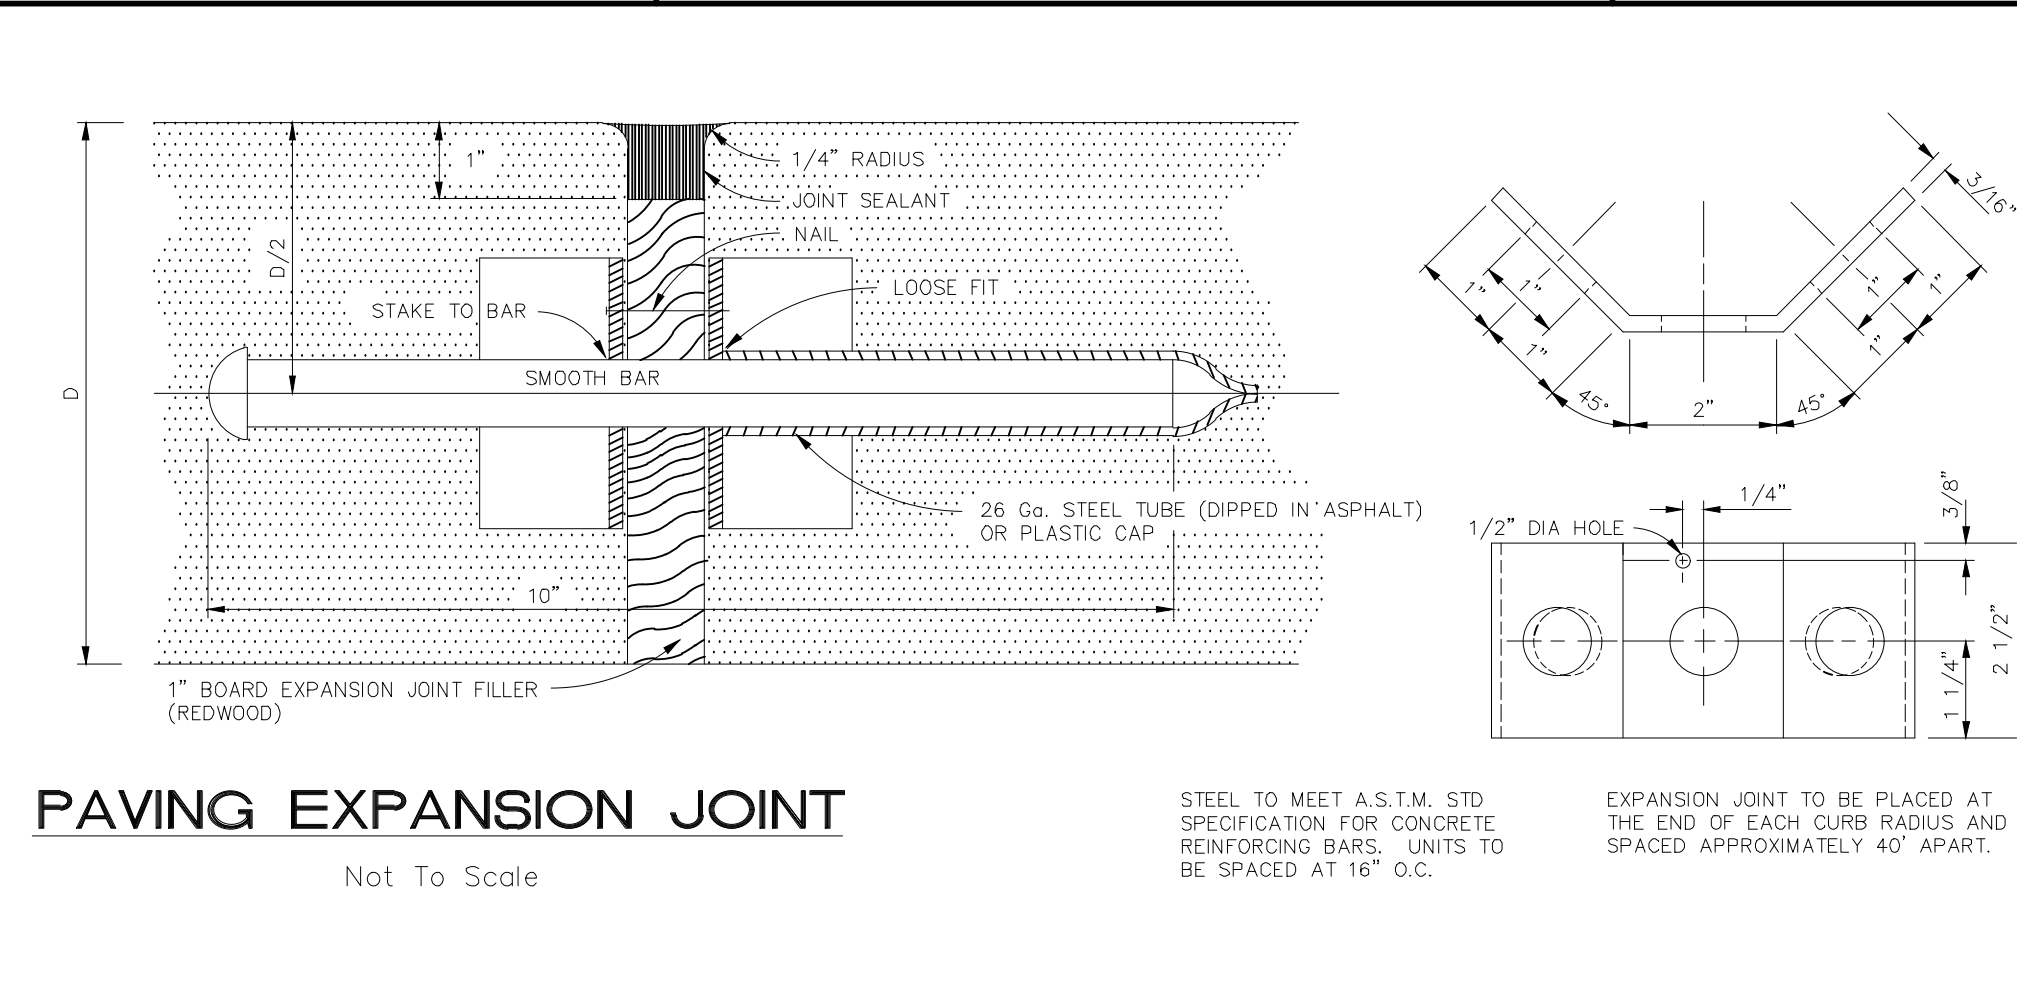 1"
1/4" RADIUS
JOINT SEALANT
NAIL
D/2
LOOSE FIT
STAKE TO BAR
SMOOTH BAR
D
26 Ga. STEEL TUBE (DIPPED IN ASPHALT)
OR PLASTIC CAP
10"
1" BOARD EXPANSION JOINT FILLER
(REDWOOD)
3/16"
1"
1"
1"
1"
1"
1"
45°
2"
45°
1/4"
3/8"
1/2" DIA HOLE
1 1/4"
2 1/2"
PAVING EXPANSION JOINT
Not To Scale
STEEL TO MEET A.S.T.M. STD
SPECIFICATION FOR CONCRETE
REINFORCING BARS. UNITS TO
BE SPACED AT 16" O.C.
EXPANSION JOINT TO BE PLACED AT
THE END OF EACH CURB RADIUS AND
SPACED APPROXIMATELY 40' APART.